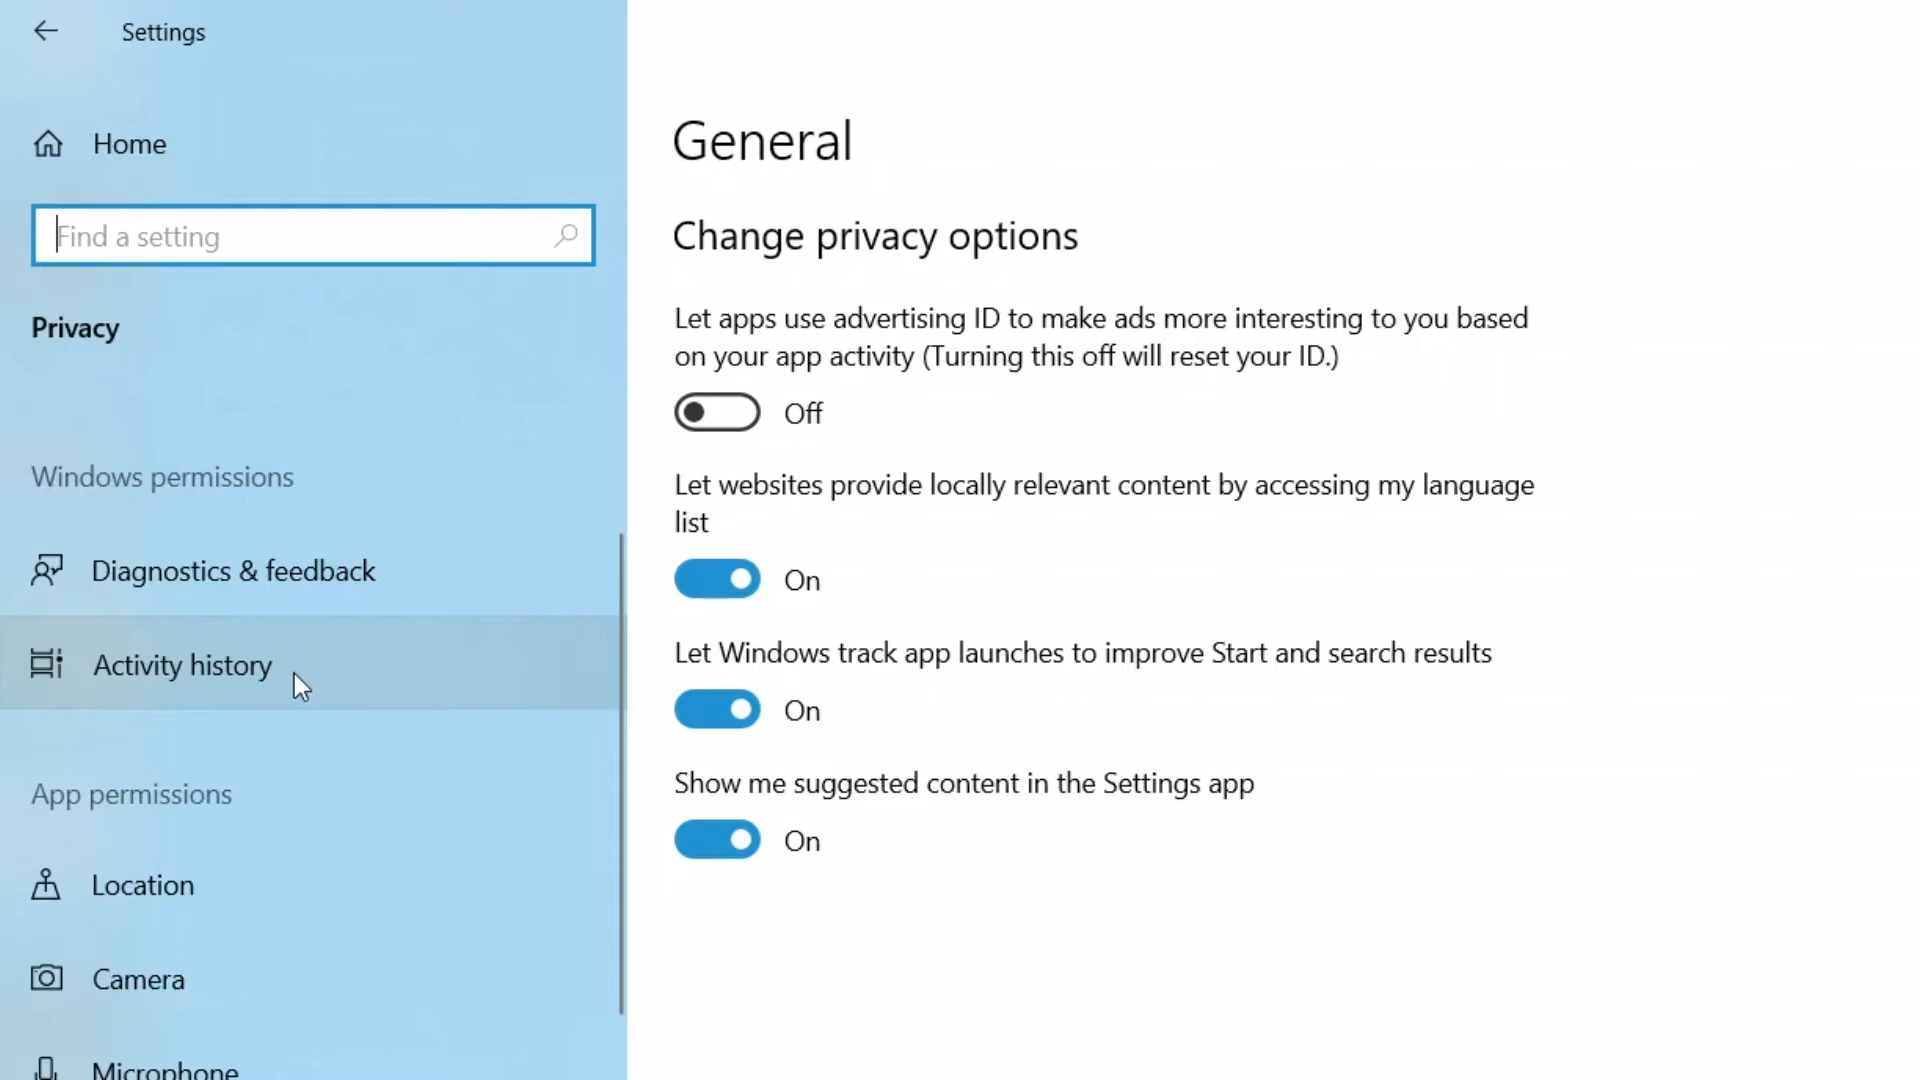 Settings
Home
Find a setting
Privacy
Windows permissions
Diagnostics & feedback
Activity history
App permissions
Location
Camera
Microphone
General
Change privacy options
Let apps use advertising ID to make ads more interesting to you based
on your app activity (Turning this off will reset your ID.)
Off
Let websites provide locally relevant content by accessing my language
list
On
Let Windows track app launches to improve Start and search results
On
Show me suggested content in the Settings app
On